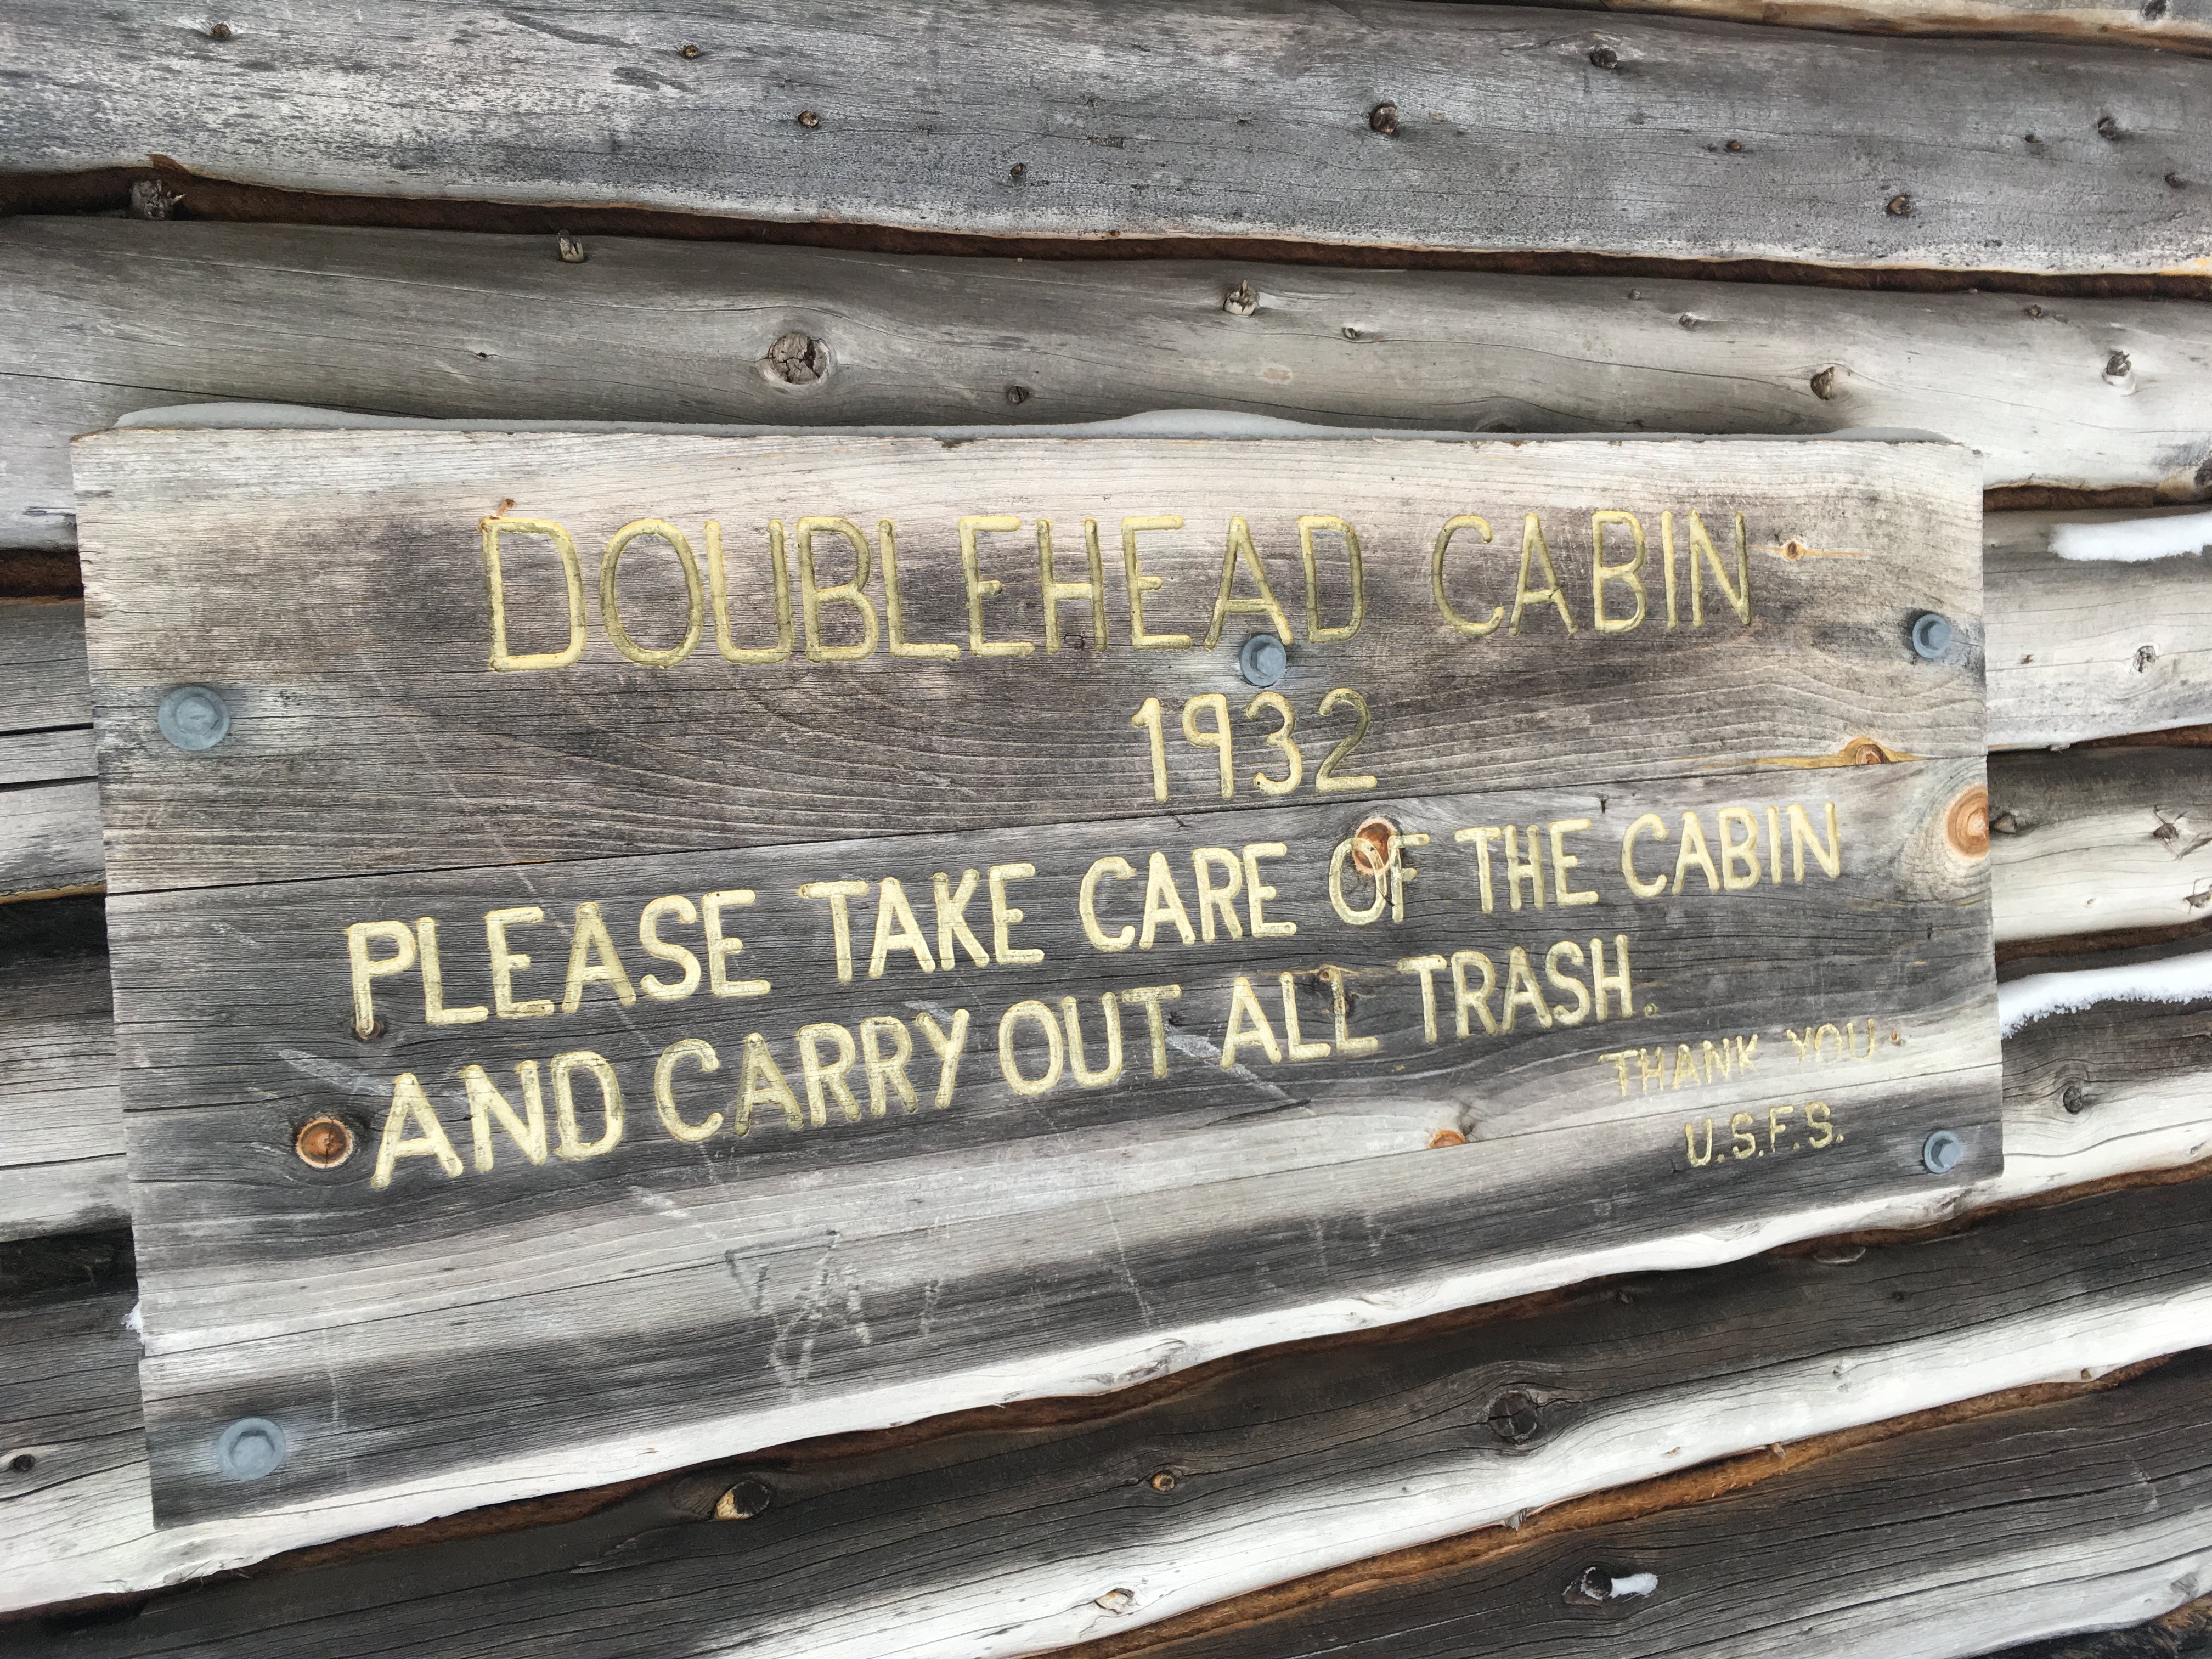 DOUBLEHEAD CABIN
1932
PLEASE TAKE CARE OF THE CABIN
AND CARRY OUT ALL TRASH.
THANK YOU.
U.S.F.S.